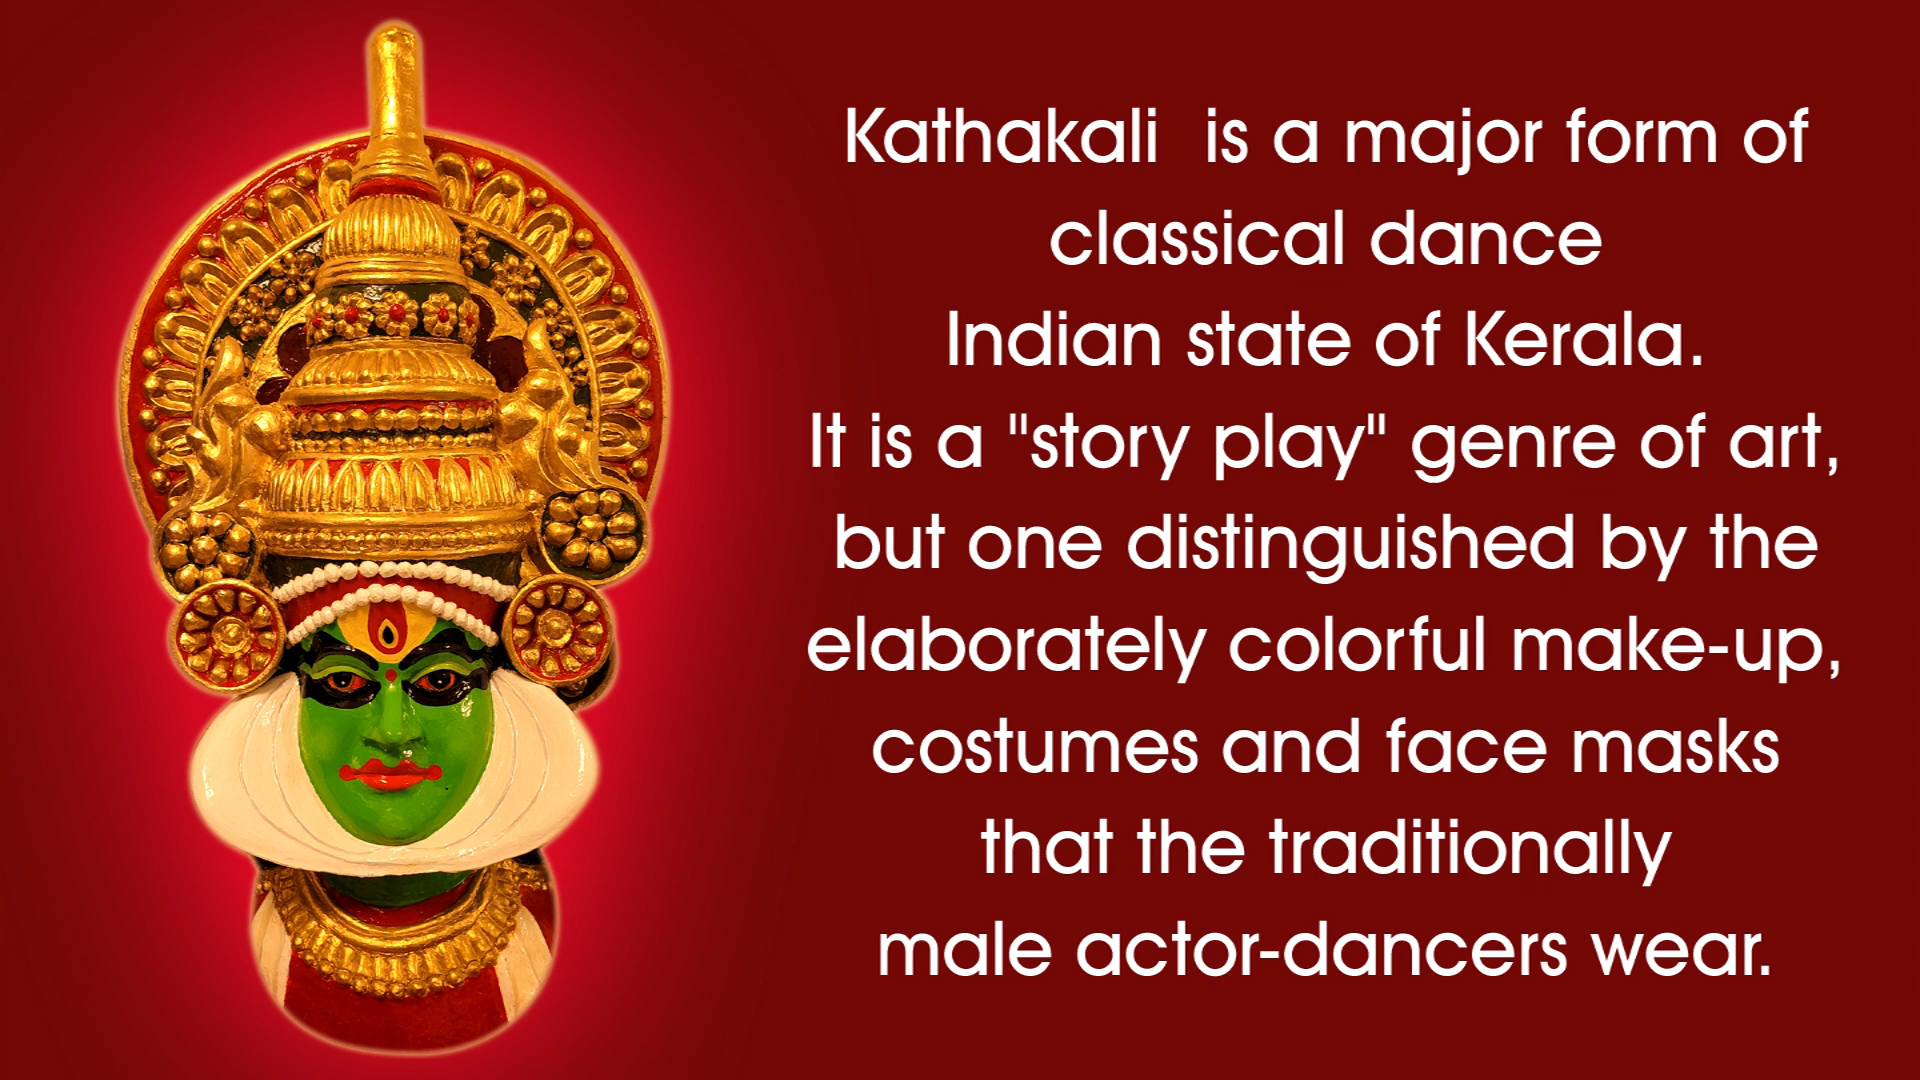 Kathakali  is a major form of
classical dance
Indian state of Kerala.
It is a "story play" genre of art,
but one distinguished by the
elaborately colorful make-up,
costumes and face masks
that the traditionally
male actor-dancers wear.